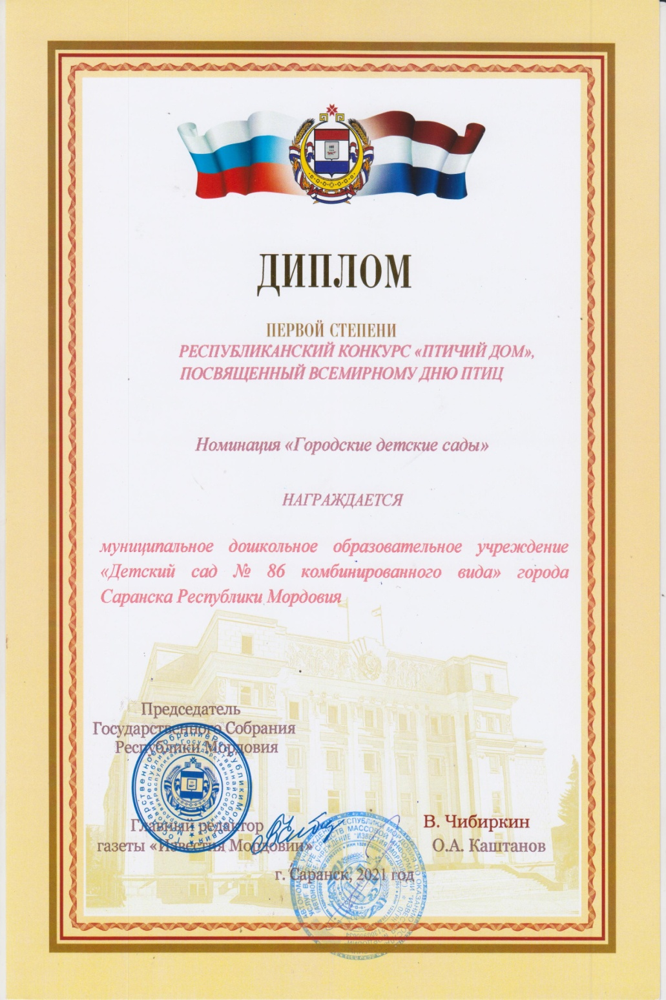 ДИПЛОМ
ПЕРВОЙ СТЕПЕНИ
РЕСПУБЛИКАНСКИЙ КОНКУРС «ПТИЧИЙ ДОМ»,
ПОСВЯЩЕННЫЙ ВСЕМИРНОМУ ДНЮ ПТИЦ
Номинация «Городские детские сады»
НАГРАЖДАЕТСЯ
муниципальное дошкольное образовательное учреждение
«Детский сад № 86 комбинированного вида» города
Саранска Республики Мордовия
Председатель
Государственного Собрания
Республики Мордовия
Главный редактор
газеты «Известия Мордовии»
В. Чибиркин
О.А. Каштанов
г. Саранск, 2021 год